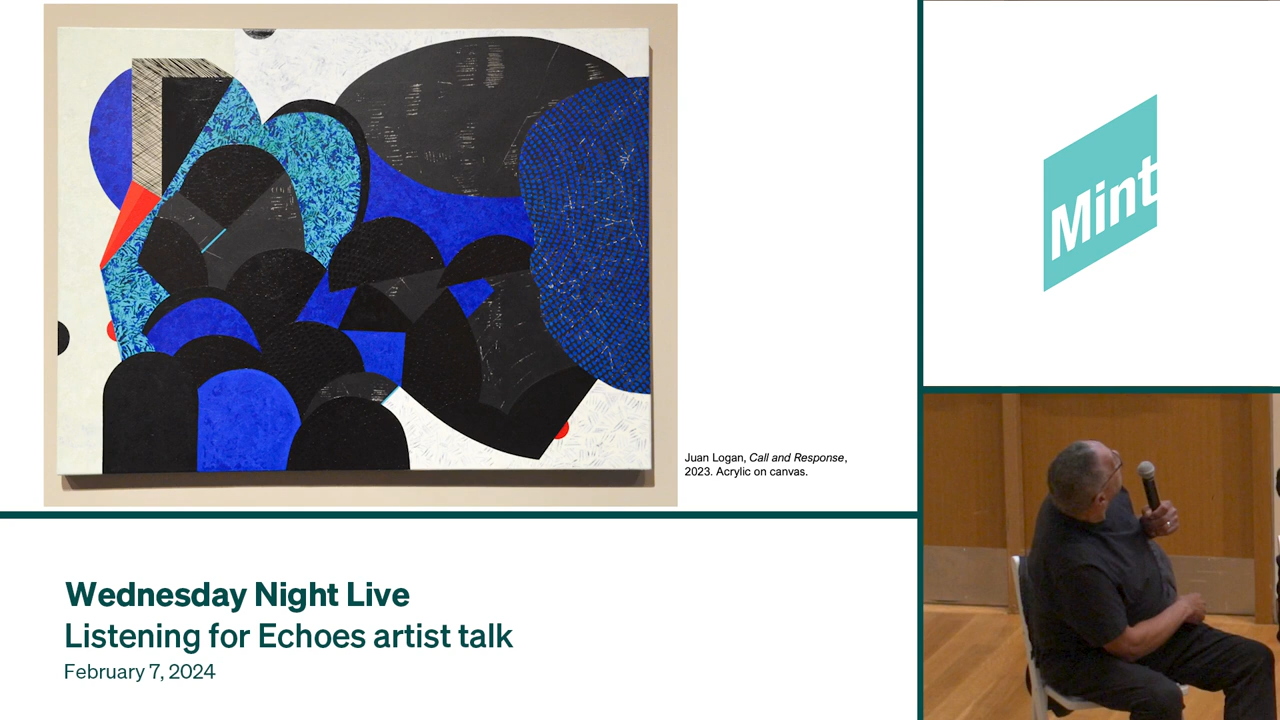 Mint
Juan Logan, Call and Response,
2023. Acrylic on canvas.
Wednesday Night Live
Listening for Echoes artist talk
February 7, 2024